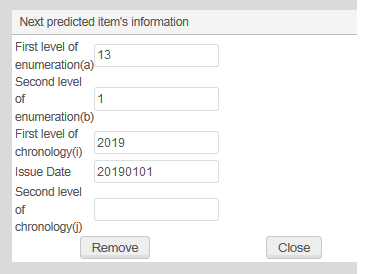 Next predicted item's information
First level of
enumeration(a)
13
Second level
of
enumeration(b)
1
First level of
chronology(i)
2019
Issue Date
20190101
Second level
of
chronology(j)
Remove
Close